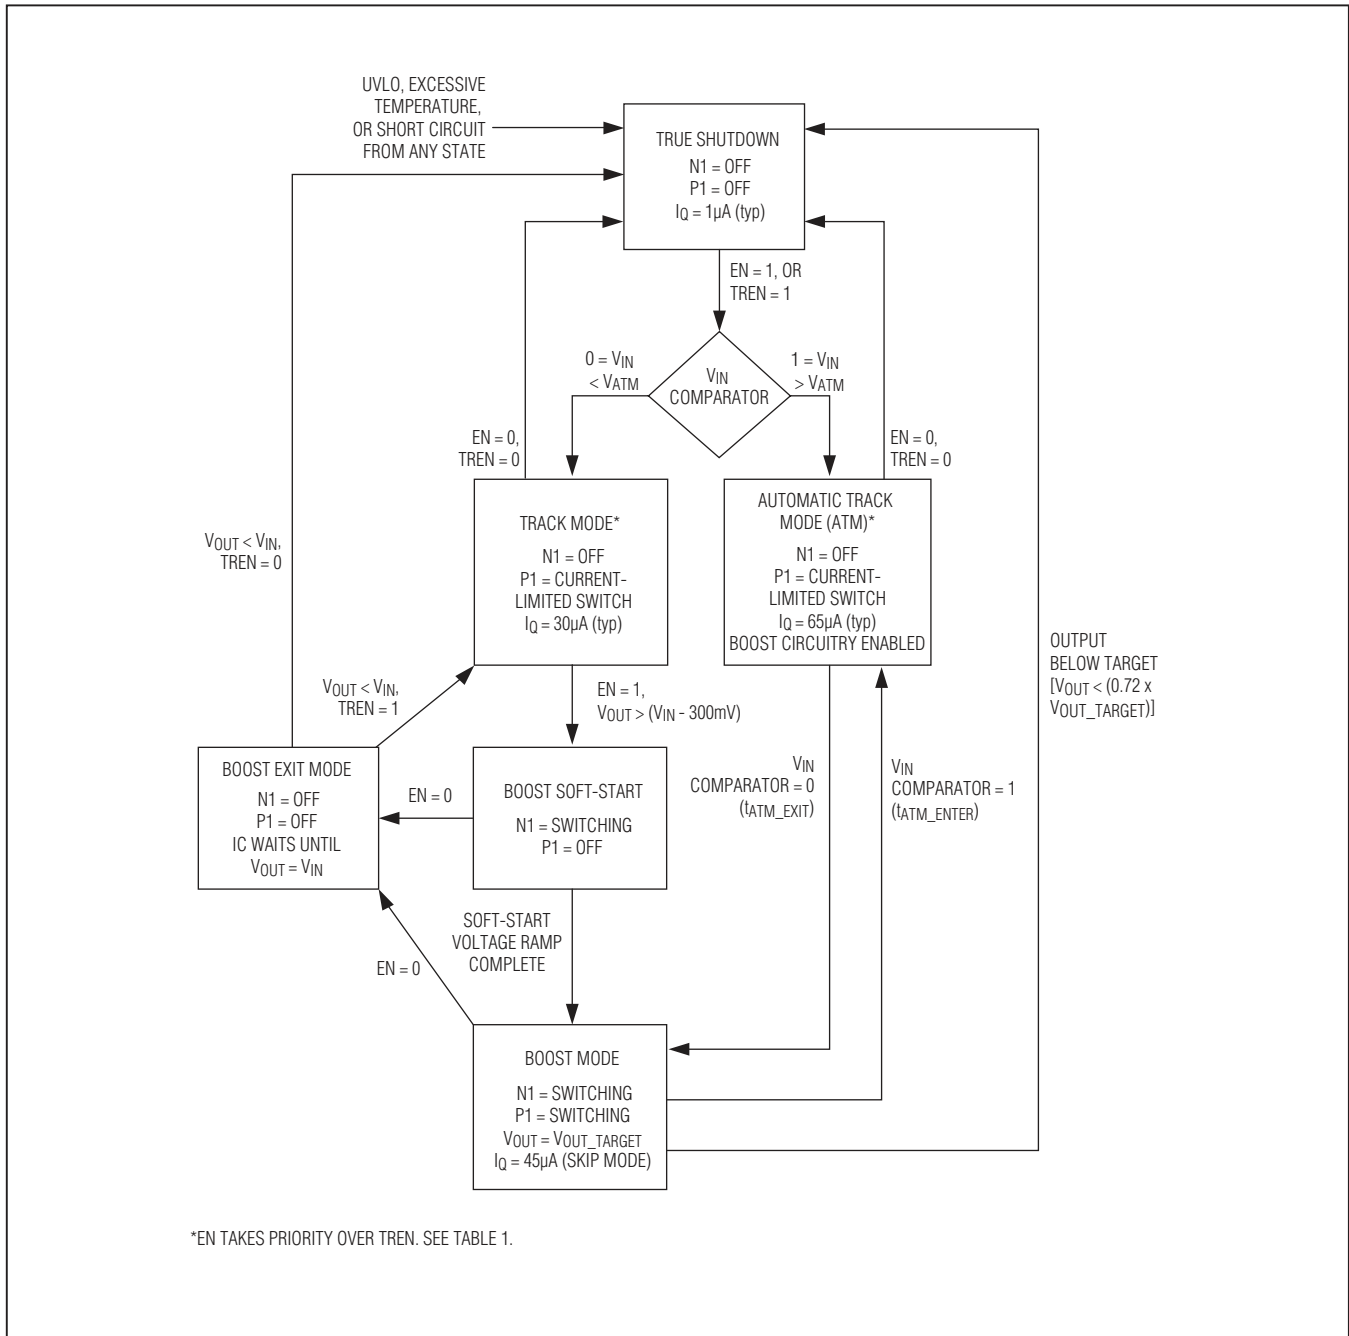 UVLO, EXCESSIVE
TEMPERATURE,
OR SHORT CIRCUIT
FROM ANY STATE
TRUE SHUTDOWN
N1 = OFF
P1 = OFF
IQ = 1µA (typ)
EN = 1, OR
TREN = 1
0 = VIN
< VATM
VIN
COMPARATOR
1 = VIN
> VATM
EN = 0,
TREN = 0
EN = 0,
TREN = 0
TRACK MODE*
N1 = OFF
P1 = CURRENT-
LIMITED SWITCH
IQ = 30µA (typ)
AUTOMATIC TRACK
MODE (ATM)*
N1 = OFF
P1 = CURRENT-
LIMITED SWITCH
IQ = 65µA (typ)
BOOST CIRCUITRY ENABLED
VOUT < VIN,
TREN = 0
OUTPUT
BELOW TARGET
[VOUT < (0.72 x
VOUT_TARGET)]
VOUT < VIN,
TREN = 1
EN = 1,
VOUT > (VIN - 300mV)
BOOST EXIT MODE
N1 = OFF
P1 = OFF
IC WAITS UNTIL
VOUT = VIN
EN = 0
BOOST SOFT-START
N1 = SWITCHING
P1 = OFF
VIN
COMPARATOR = 0
(tATM_EXIT)
VIN
COMPARATOR = 1
(tATM_ENTER)
SOFT-START
VOLTAGE RAMP
COMPLETE
EN = 0
BOOST MODE
N1 = SWITCHING
P1 = SWITCHING
VOUT = VOUT_TARGET
IQ = 45µA (SKIP MODE)
*EN TAKES PRIORITY OVER TREN. SEE TABLE 1.